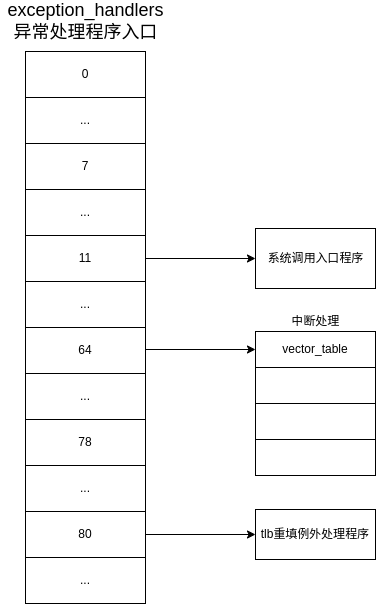 exception_handlers
异常处理程序入口
0
...
7
...
11
系统调用入口程序
...
中断处理
64
vector_table
...
78
...
80
tlb重填例外处理程序
...